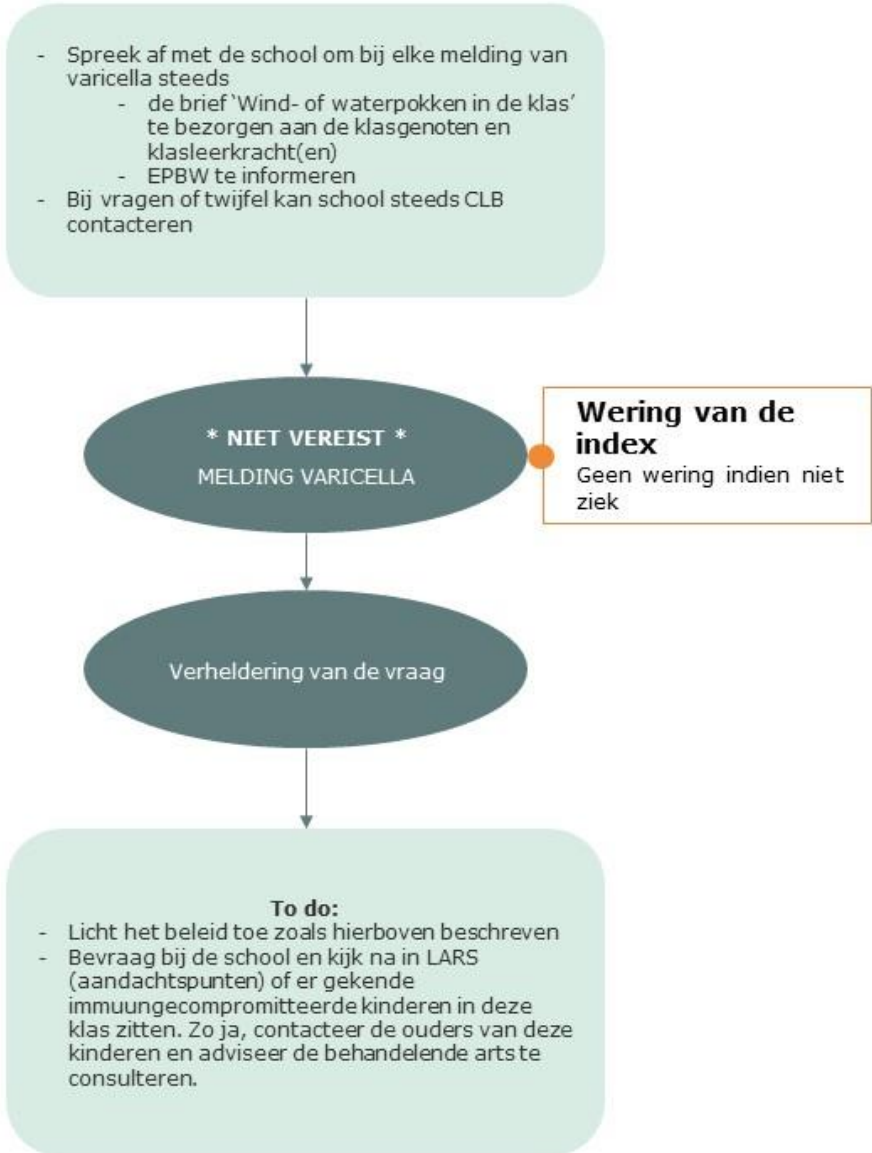 - Spreek af met de school om bij elke melding van
varicella steeds
- de brief ‘Wind- of waterpokken in de klas’
te bezorgen aan de klasgenoten en
klasleerkracht(en)
- EPBW te informeren
- Bij vragen of twijfel kan school steeds CLB
contacteren
* NIET VEREIST *
MELDING VARICELLA
Wering van de
index
Geen wering indien niet
ziek
Verheldering van de vraag
To do:
- Licht het beleid toe zoals hierboven beschreven
- Bevraag bij de school en kijk na in LARS
(aandachtspunten) of er gekende
immuungecompromitteerde kinderen in deze
klas zitten. Zo ja, contacteer de ouders van deze
kinderen en adviseer de behandelende arts te
consulteren.